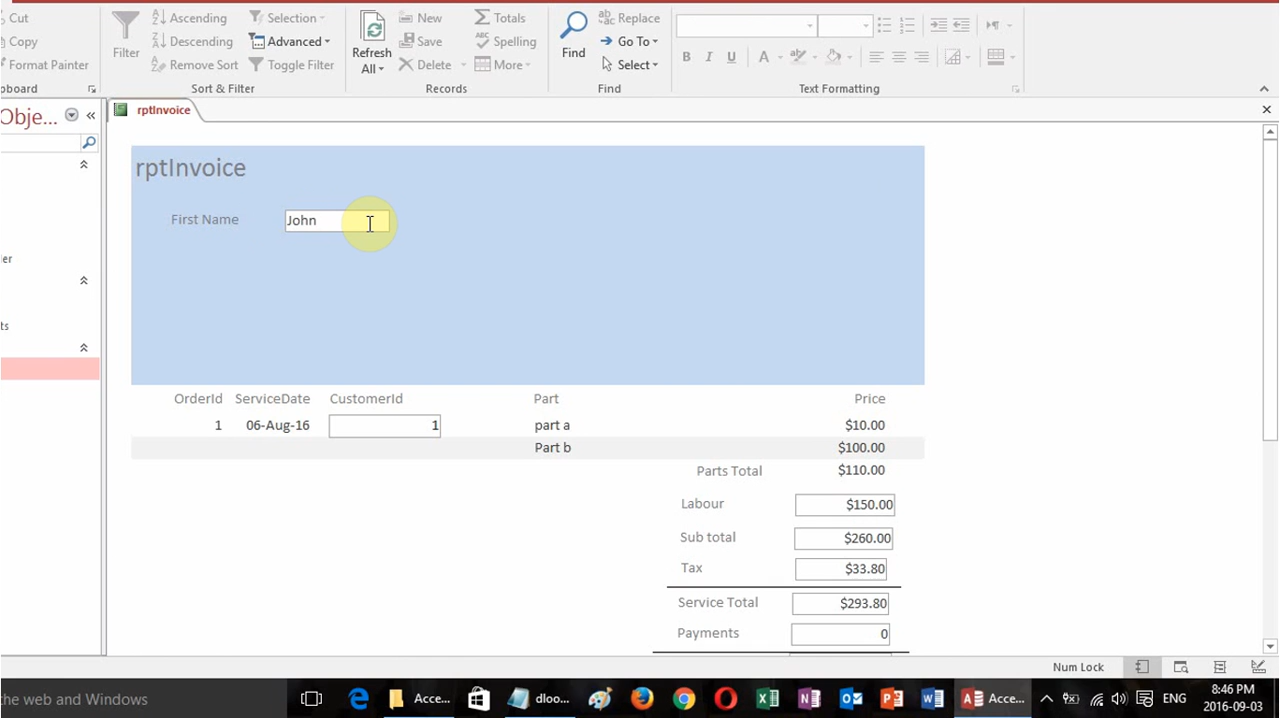 Cut
Copy
Format Painter
board
Filter
Ascending
Descending
Remove Sort
Selection
Advanced
Toggle Filter
Sort & Filter
Refresh
All
New
Save
Delete
Totals
Spelling
More
Records
Find
Replace
Go To
Select
Find
B I U A
Text Formatting
Obje...
rptInvoice
der
ts
rptInvoice
First Name John
OrderId ServiceDate CustomerId Part Price
1 06-Aug-16 1 part a $10.00
Part b $100.00
Parts Total $110.00
Labour $150.00
Sub total $260.00
Tax $33.80
Service Total $293.80
Payments 0
Num Lock
the web and Windows
Acce...
dloo...
Acce...
ENG
8:46 PM
2016-09-03